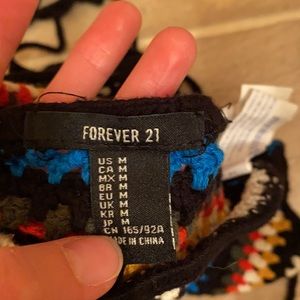 FOREVER 21
US M
CA M
MX M
BR M
EU M
UK M
KR M
JP M
CN 165/92A
MADE IN CHINA